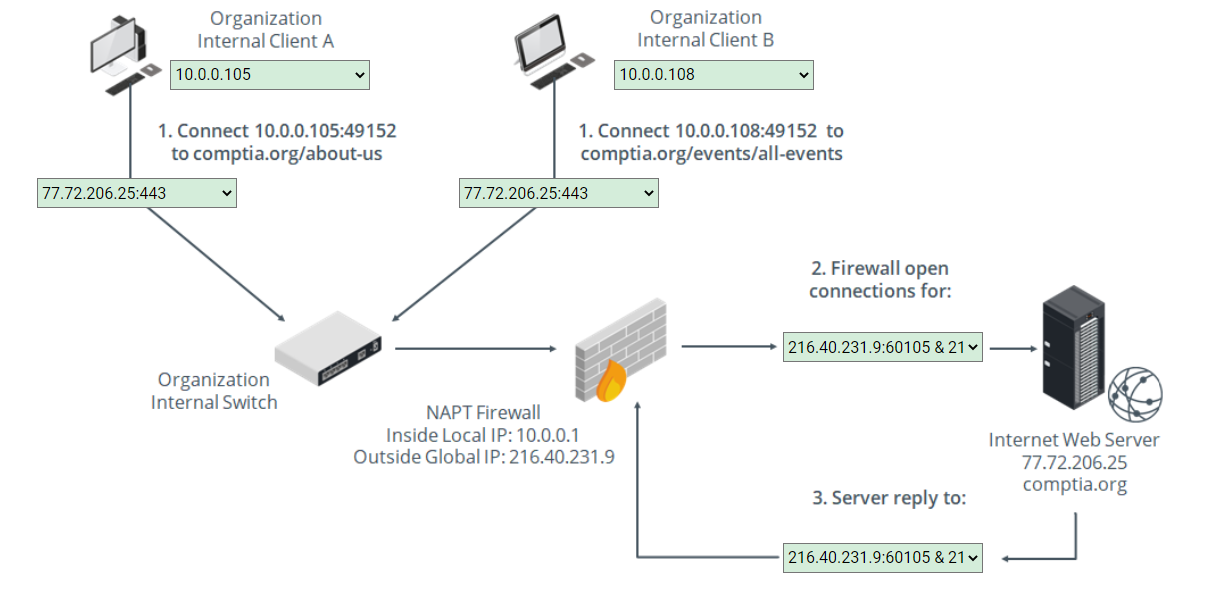 Organization
Internal Client A
10.0.0.105
Organization
Internal Client B
10.0.0.108
1. Connect 10.0.0.105:49152
to comptia.org/about-us
1. Connect 10.0.0.108:49152 to
comptia.org/events/all-events
77.72.206.25:443
77.72.206.25:443
2. Firewall open
connections for:
216.40.231.9:60105 & 21
Organization
Internal Switch
NAPT Firewall
Inside Local IP: 10.0.0.1
Outside Global IP: 216.40.231.9
Internet Web Server
77.72.206.25
comptia.org
3. Server reply to:
216.40.231.9:60105 & 21